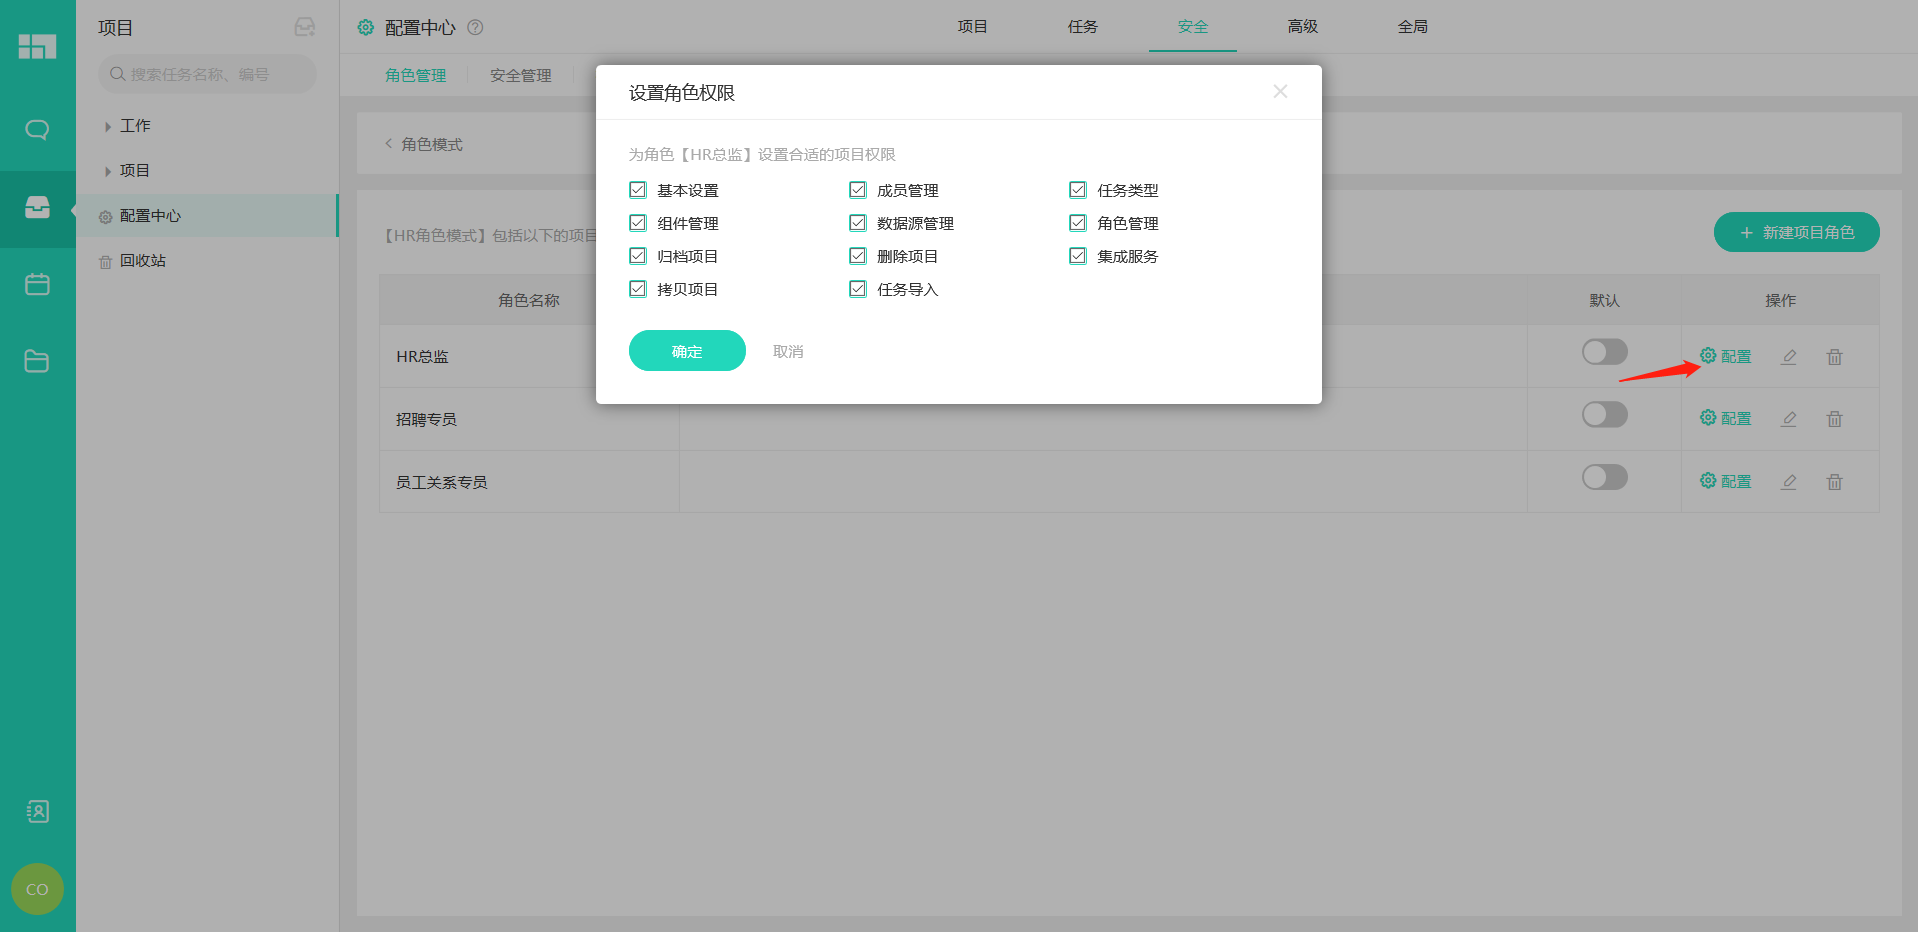 项目
搜索任务名称、编号
工作
项目
配置中心
回收站
CO
配置中心
项目
任务
安全
高级
全局
角色管理
安全管理
角色模式
【HR角色模式】包括以下的项目
+ 新建项目角色
角色名称
默认
操作
HR总监
配置
招聘专员
配置
员工关系专员
配置
设置角色权限
为角色【HR总监】设置合适的项目权限
基本设置 成员管理 任务类型
组件管理 数据源管理 角色管理
归档项目 删除项目 集成服务
拷贝项目 任务导入
确定 取消